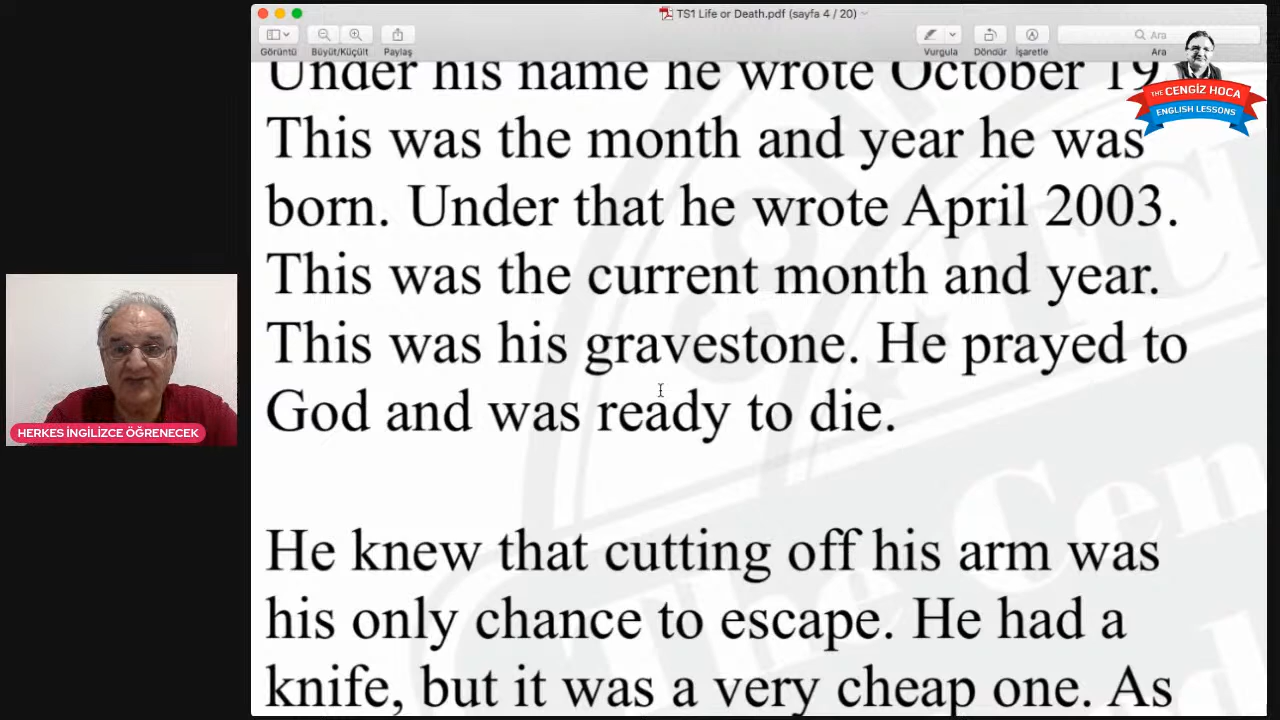 TS1 Life or Death.pdf (sayfa 4 / 20)
Görüntü
Büyüt/Küçült
Paylaş
Vurgula
Döndür
İşaretle
Ara
Ara
THE CENGİZ HOCA
ENGLISH LESSONS
Under his name he wrote October 19
This was the month and year he was
born. Under that he wrote April 2003.
This was the current month and year.
This was his gravestone. He prayed to
God and was ready to die.
He knew that cutting off his arm was
his only chance to escape. He had a
knife, but it was a very cheap one. As
HERKES İNGİLİZCE ÖĞRENECEK